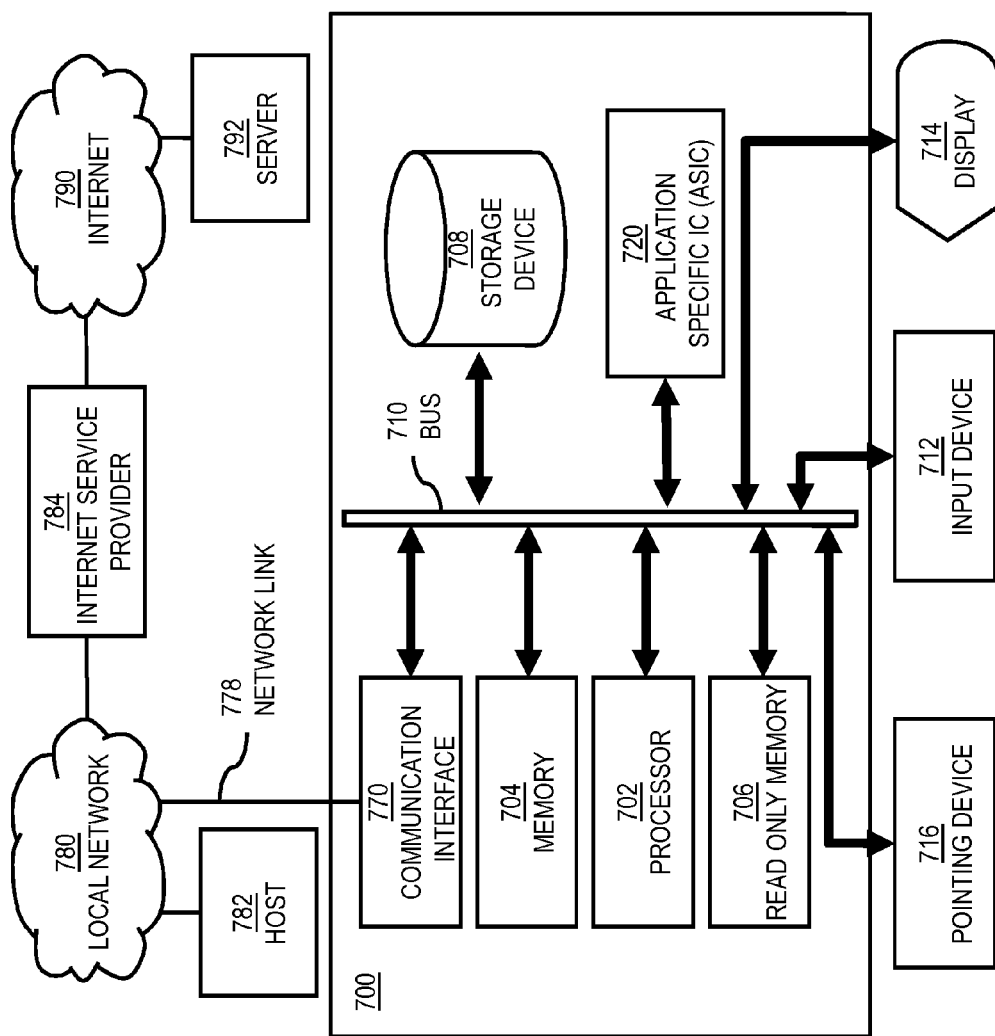 780
LOCAL NETWORK
784
INTERNET SERVICE
PROVIDER
790
INTERNET
782
HOST
778
NETWORK LINK
792
SERVER
700
770
COMMUNICATION
INTERFACE
710
BUS
708
STORAGE
DEVICE
704
MEMORY
702
PROCESSOR
720
APPLICATION
SPECIFIC IC (ASIC)
706
READ ONLY MEMORY
716
POINTING DEVICE
712
INPUT DEVICE
714
DISPLAY